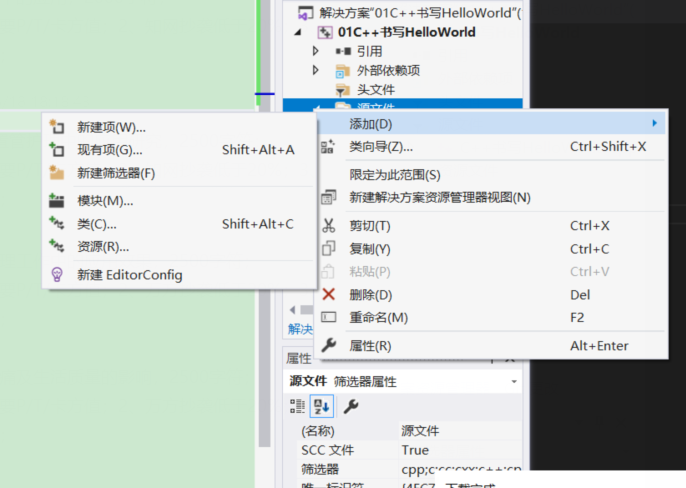 解决方案"01C++书写HelloWorld"(
01C++书写HelloWorld
引用
外部依赖项
头文件
源文件
新建项(W)...
现有项(G)... Shift+Alt+A
新建筛选器(F)
模块(M)...
类(C)... Shift+Alt+C
资源(R)...
新建 EditorConfig
添加(D)
类向导(Z)... Ctrl+Shift+X
限定为此范围(S)
新建解决方案资源管理器视图(N)
剪切(T) Ctrl+X
复制(Y) Ctrl+C
粘贴(P) Ctrl+V
删除(D) Del
重命名(M) F2
属性(R) Alt+Enter
解决
属性
源文件 筛选器属性
(名称) 源文件
SCC 文件 True
筛选器 cpp;c;cc;cxx;c++;cp
唯一标识符 {4FC7 下载完成